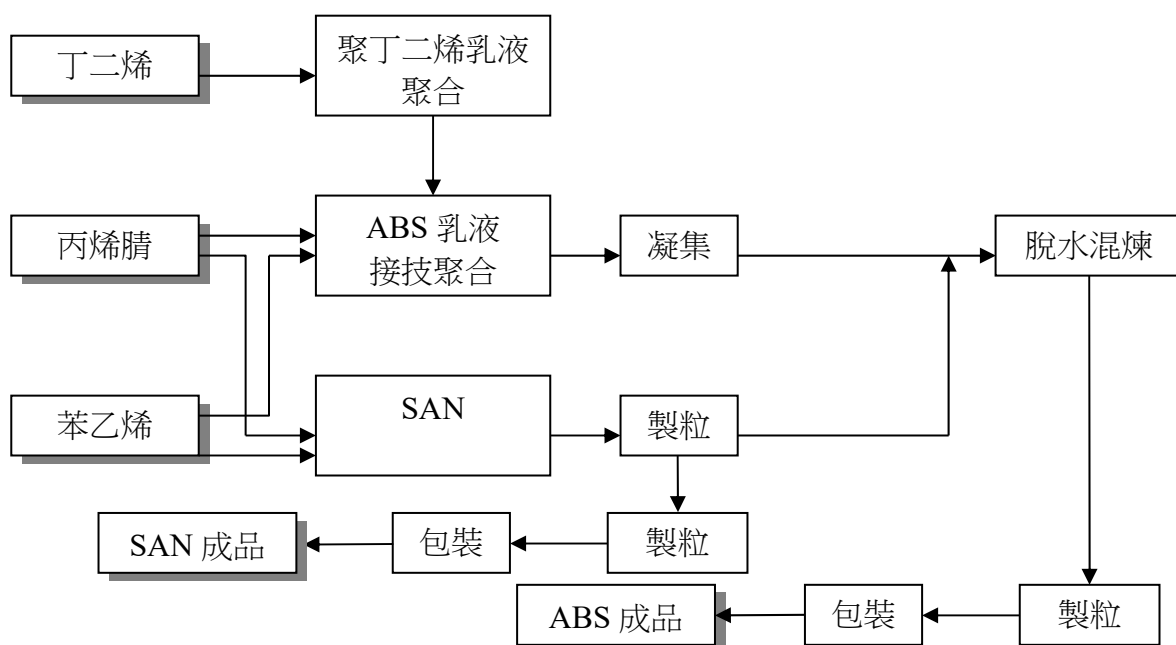 丁二烯
聚丁二烯乳液
聚合
丙烯腈
ABS 乳液
接技聚合
凝集
脫水混煉
苯乙烯
SAN
製粒
SAN 成品
包裝
製粒
ABS 成品
包裝
製粒